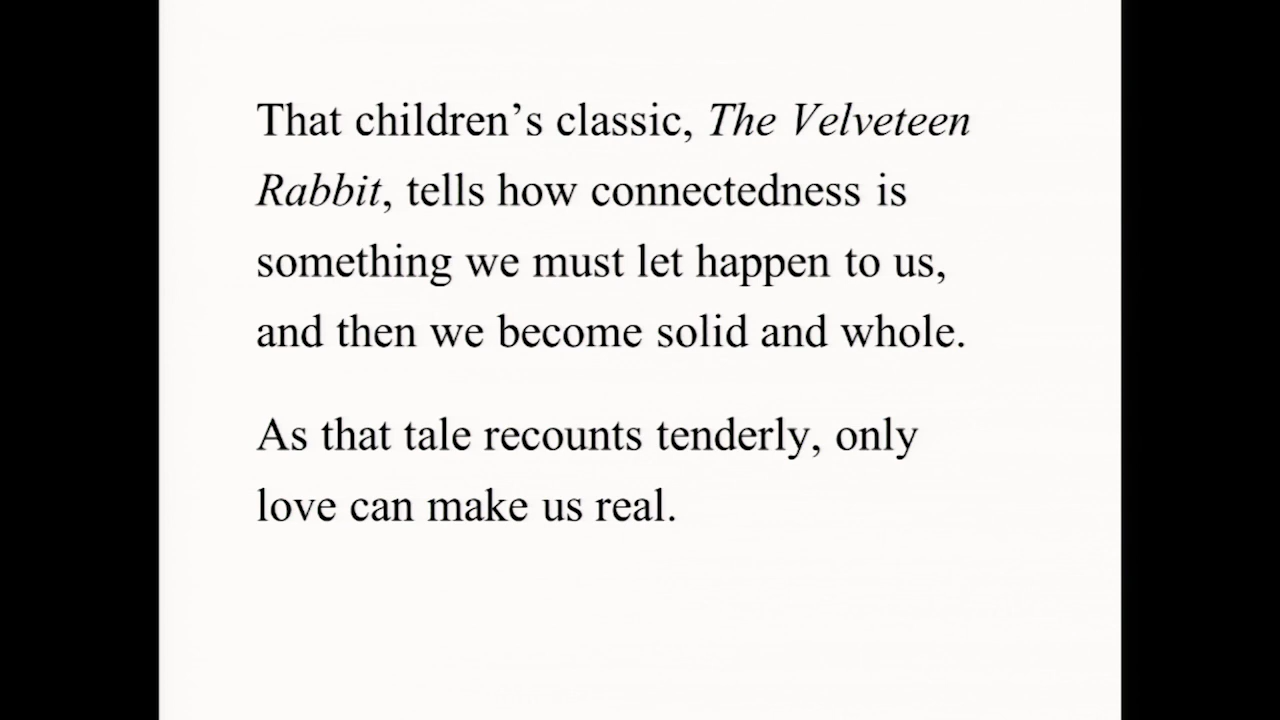 That children’s classic, The Velveteen
Rabbit, tells how connectedness is
something we must let happen to us,
and then we become solid and whole.
As that tale recounts tenderly, only
love can make us real.